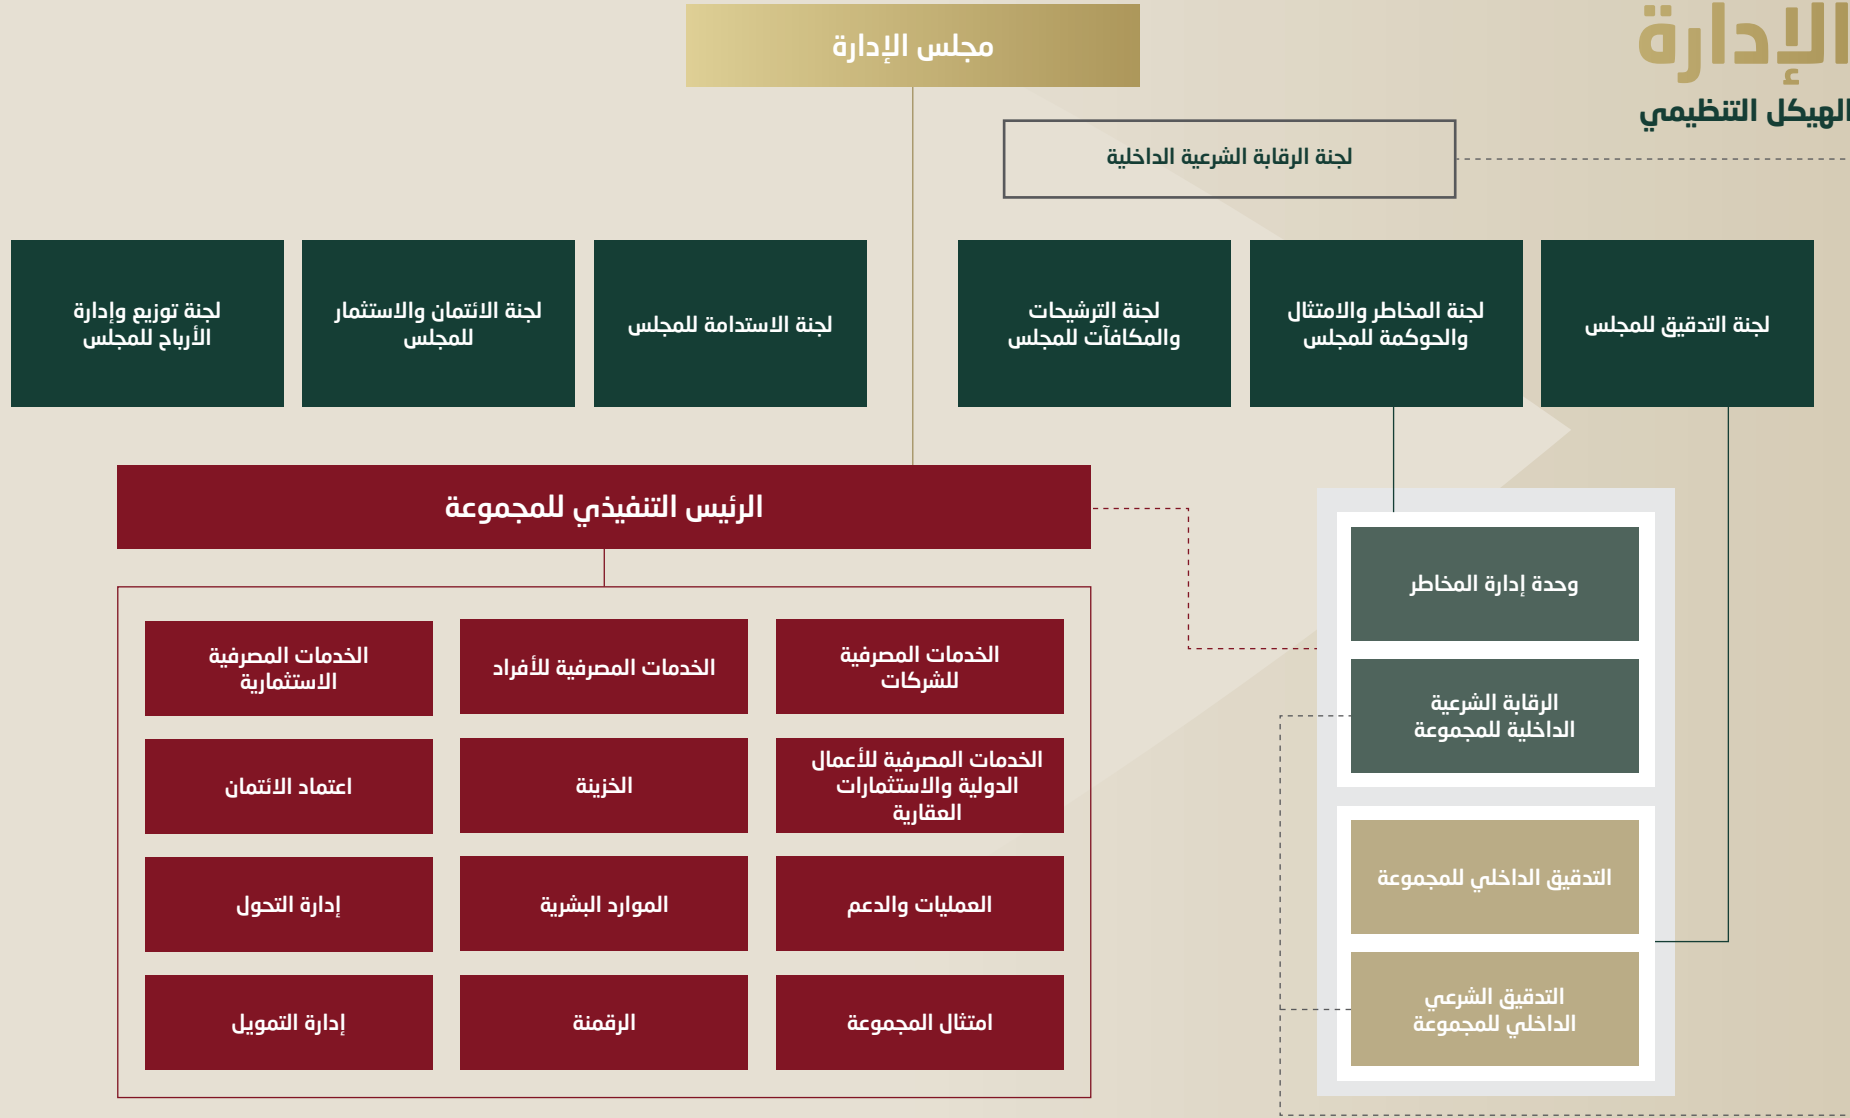 الإدارة
الهيكل التنظيمي
مجلس الإدارة
لجنة الرقابة الشرعية الداخلية
لجنة التدقيق للمجلس
لجنة المخاطر والامتثال
والحوكمة للمجلس
لجنة الترشيحات
والمكافآت للمجلس
لجنة الاستدامة للمجلس
لجنة الائتمان والاستثمار
للمجلس
لجنة توزيع وإدارة
الأرباح للمجلس
الرئيس التنفيذي للمجموعة
وحدة إدارة المخاطر
الرقابة الشرعية
الداخلية للمجموعة
التدقيق الداخلي للمجموعة
التدقيق الشرعي
الداخلي للمجموعة
الخدمات المصرفية
للشركات
الخدمات المصرفية للأفراد
الخدمات المصرفية
الاستثمارية
الخدمات المصرفية للأعمال
الدولية والاستثمارات
العقارية
الخزينة
اعتماد الائتمان
العمليات والدعم
الموارد البشرية
إدارة التحول
امتثال المجموعة
الرقمنة
إدارة التمويل